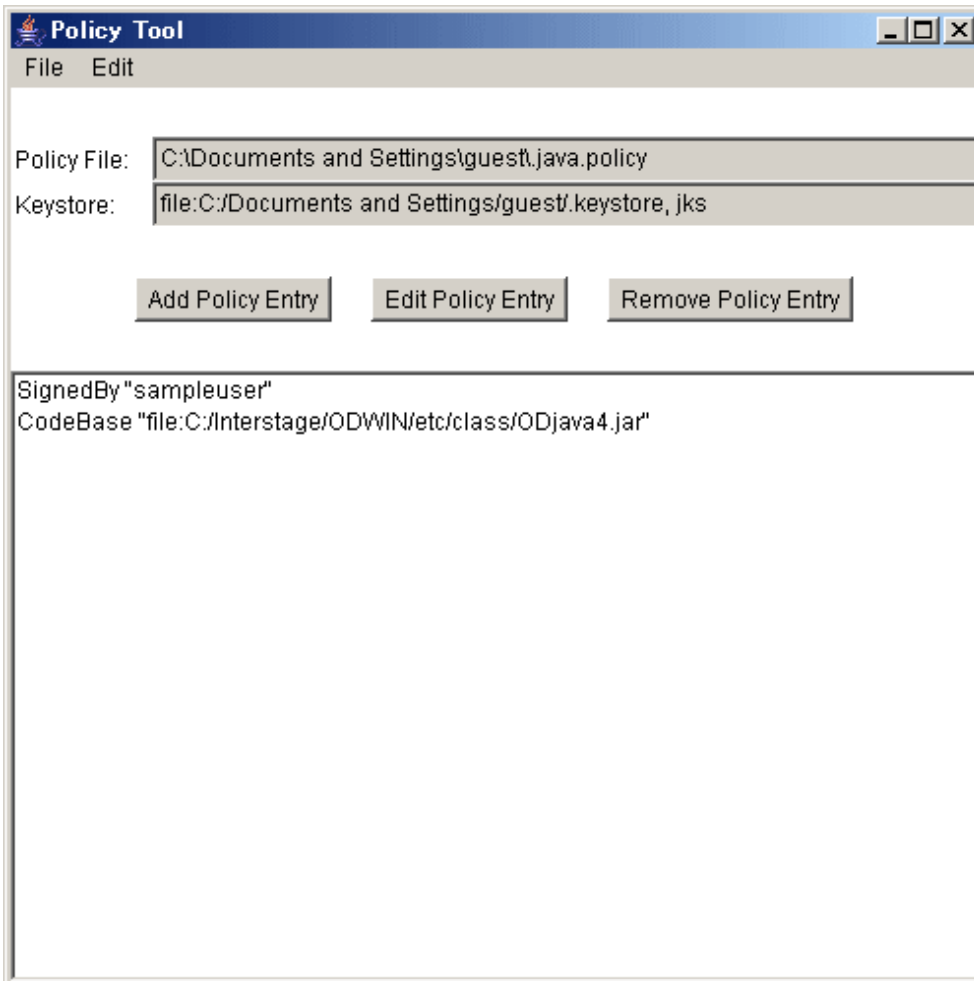 Policy Tool
File Edit
Policy File: C:\Documents and Settings\guest\.java.policy
Keystore: file:C:/Documents and Settings/guest/.keystore, jks
Add Policy Entry Edit Policy Entry Remove Policy Entry
SignedBy "sampleuser"
CodeBase "file:C:/Interstage/ODWIN/etc/class/ODjava4.jar"